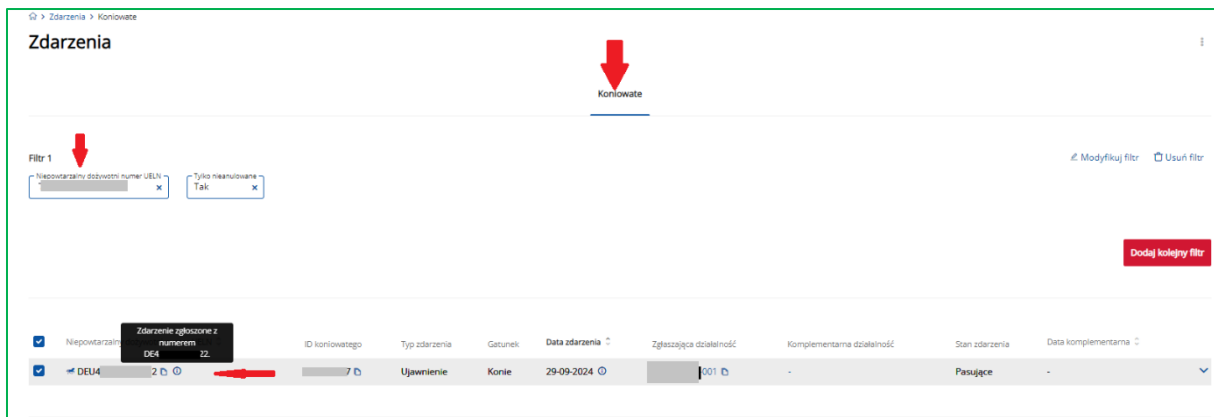 Zdarzenia > Koniowate
Zdarzenia
Koniowate
Filtr 1
Modyfikuj filtr Usuń filtr
Niepowtarzalny dożywotni numer UELN Tylko nieanulowane
Tak
Dodaj kolejny filtr
Zdarzenie zgłoszone z
numerem
DE4 22.
Niepowtarzalny ID koniowatego Typ zdarzenia Gatunek Data zdarzenia Zgłaszająca działalność Komplementarna działalność Stan zdarzenia Data komplementarna
DEU4 2 7 Ujawnienie Konie 29-09-2024 001 - Pasujące -